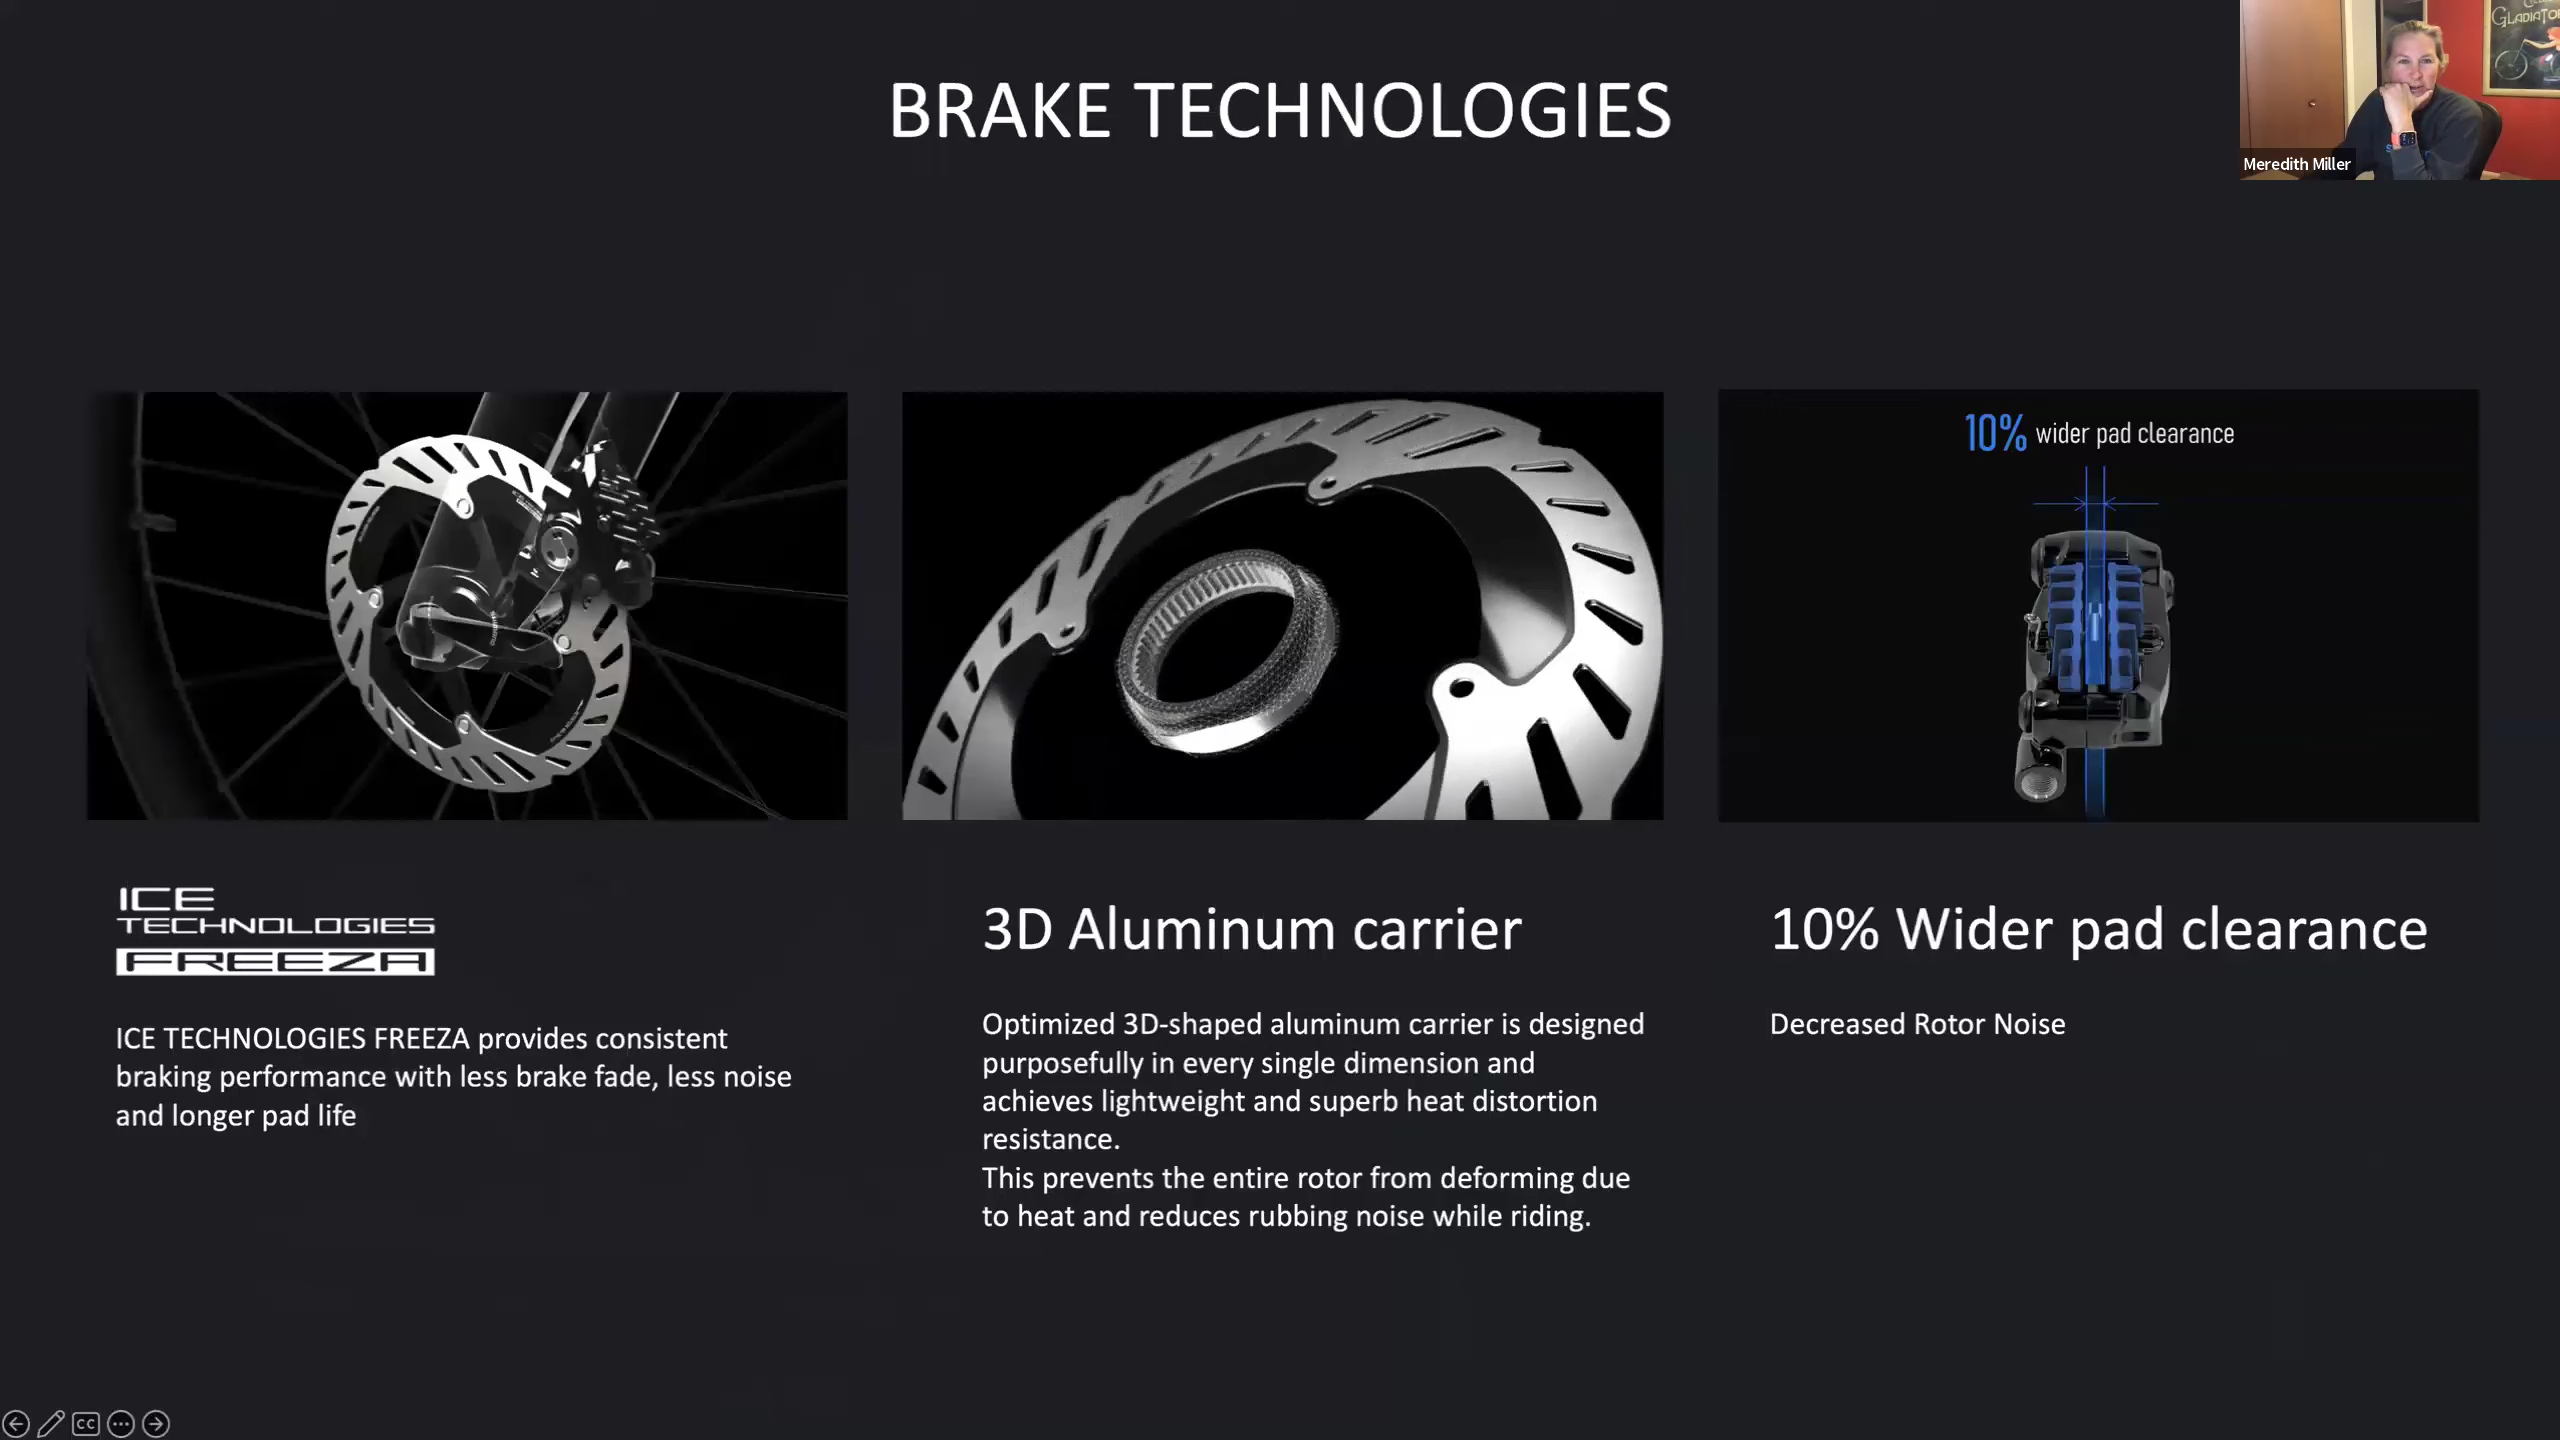 BRAKE TECHNOLOGIES
GLADIATOR
Meredith Miller
10% wider pad clearance
ICE
TECHNOLOGIES
FREEZA
ICE TECHNOLOGIES FREEZA provides consistent
braking performance with less brake fade, less noise
and longer pad life
3D Aluminum carrier
Optimized 3D-shaped aluminum carrier is designed
purposefully in every single dimension and
achieves lightweight and superb heat distortion
resistance.
This prevents the entire rotor from deforming due
to heat and reduces rubbing noise while riding.
10% Wider pad clearance
Decreased Rotor Noise
CC